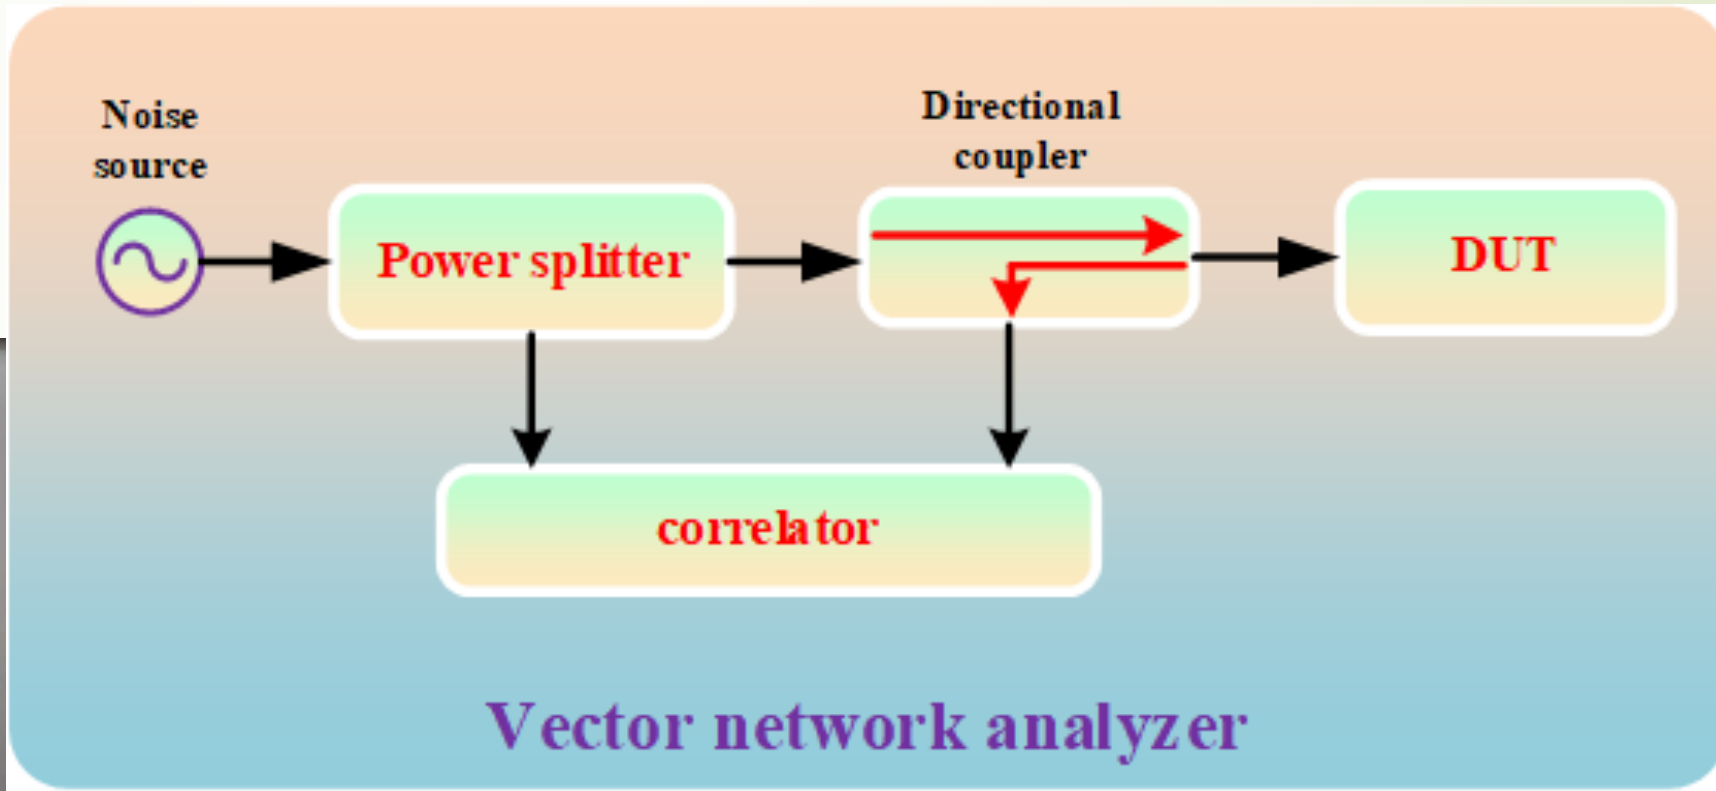 Noise
source
Directional
coupler
Power splitter
DUT
correlator
Vector network analyzer